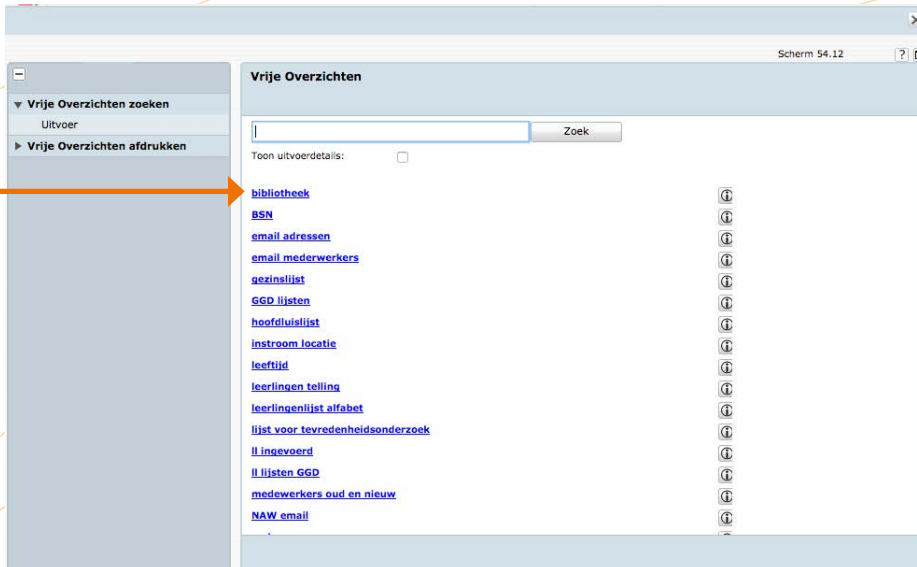 Scherm 54.12
?
Vrije Overzichten
Vrije Overzichten zoeken
Uitvoer
Vrije Overzichten afdrukken
Zoek
Toon uitvoerdetails:
bibliotheek
BSN
email adressen
email mederwerkers
gezinslijst
GGD lijsten
hoofdluislijst
instroom locatie
leeftijd
leerlingen telling
leerlingenlijst alfabet
lijst voor tevredenheidsonderzoek
ll ingevoerd
ll lijsten GGD
medewerkers oud en nieuw
NAW email